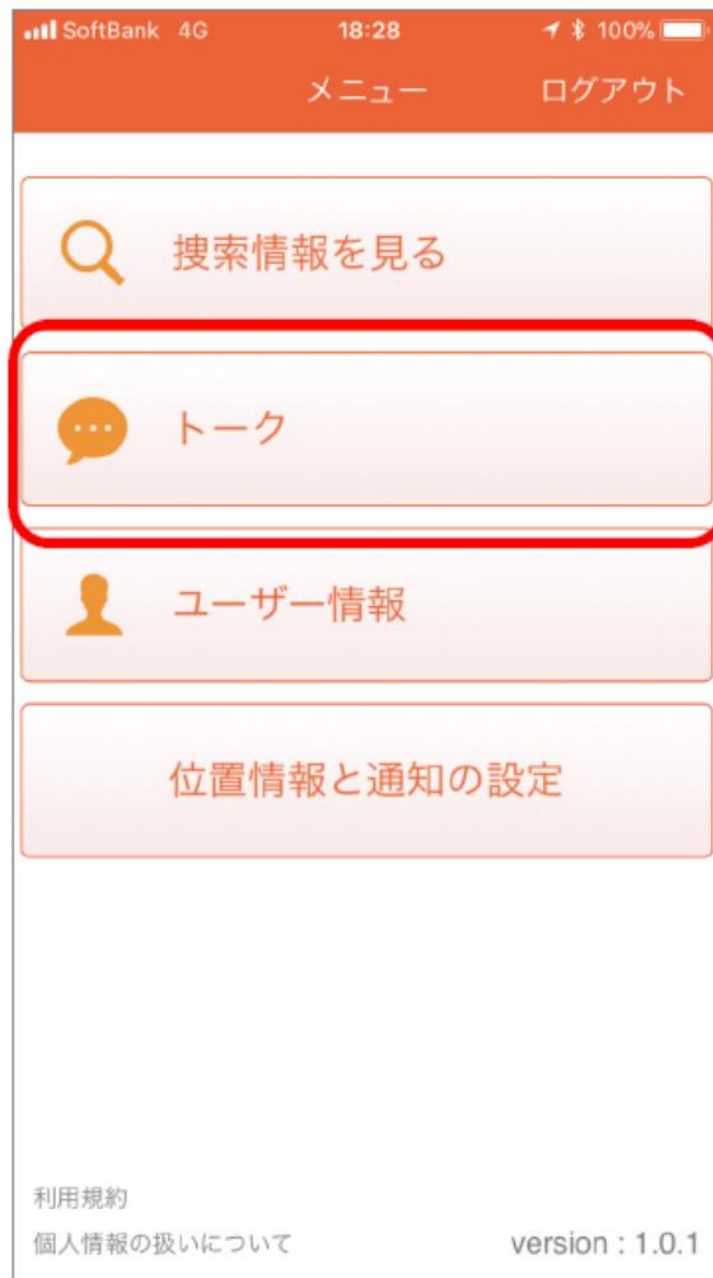 SoftBank 4G 18:28 100%
メニュー ログアウト
捜索情報を見る
トーク
ユーザー情報
位置情報と通知の設定
利用規約
個人情報の扱いについて version : 1.0.1